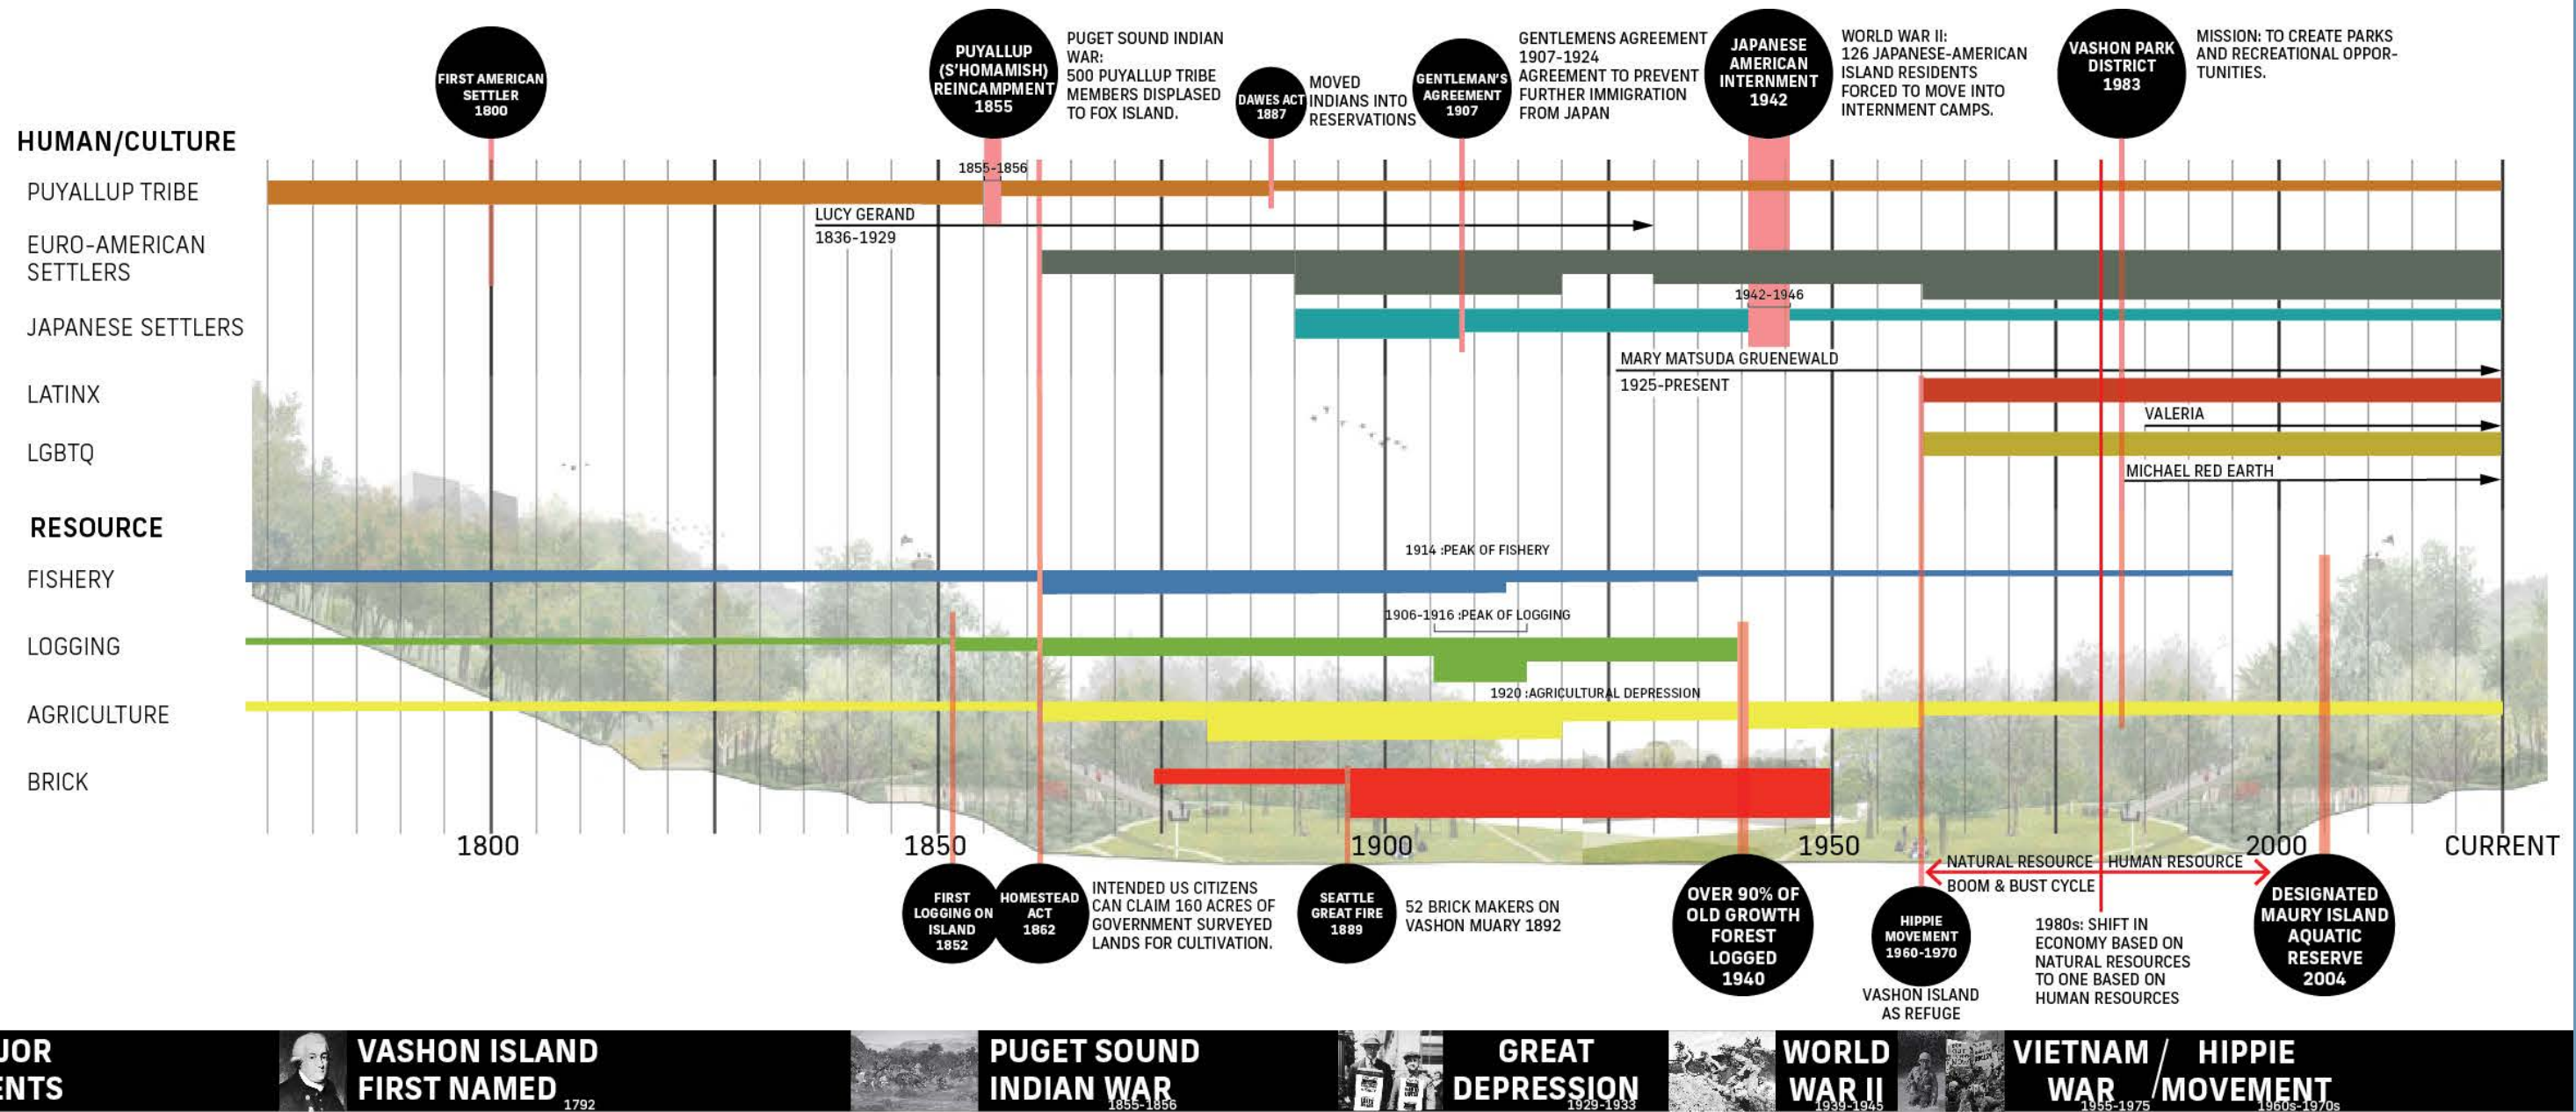 FIRST AMERICAN
SETTLER
1800
PUYALLUP
(S'HOMAMISH)
REINCAMPMENT
1855
PUGET SOUND INDIAN
WAR:
500 PUYALLUP TRIBE
MEMBERS DISPLASED
TO FOX ISLAND.
DAWES ACT
1887
MOVED
INDIANS INTO
RESERVATIONS
GENTLEMAN'S
AGREEMENT
1907
GENTLEMENS AGREEMENT
1907-1924
AGREEMENT TO PREVENT
FURTHER IMMIGRATION
FROM JAPAN
JAPANESE
AMERICAN
INTERNMENT
1942
WORLD WAR II:
126 JAPANESE-AMERICAN
ISLAND RESIDENTS
FORCED TO MOVE INTO
INTERNMENT CAMPS.
VASHON PARK
DISTRICT
1983
MISSION: TO CREATE PARKS
AND RECREATIONAL OPPOR-
TUNITIES.
HUMAN/CULTURE
1855-1856
PUYALLUP TRIBE
LUCY GERAND
1836-1929
EURO-AMERICAN
SETTLERS
1942-1946
JAPANESE SETTLERS
MARY MATSUDA GRUENEWALD
1925-PRESENT
LATINX
VALERIA
LGBTQ
MICHAEL RED EARTH
RESOURCE
1914 :PEAK OF FISHERY
FISHERY
1906-1916 :PEAK OF LOGGING
LOGGING
1920 :AGRICULTURAL DEPRESSION
AGRICULTURE
BRICK
1800
1850
1900
1950
2000
CURRENT
NATURAL RESOURCE
HUMAN RESOURCE
BOOM & BUST CYCLE
FIRST
LOGGING ON
ISLAND
1852
HOMESTEAD
ACT
1862
INTENDED US CITIZENS
CAN CLAIM 160 ACRES OF
GOVERNMENT SURVEYED
LANDS FOR CULTIVATION.
SEATTLE
GREAT FIRE
1889
52 BRICK MAKERS ON
VASHON MUARY 1892
OVER 90% OF
OLD GROWTH
FOREST
LOGGED
1940
HIPPIE
MOVEMENT
1960-1970
VASHON ISLAND
AS REFUGE
1980s: SHIFT IN
ECONOMY BASED ON
NATURAL RESOURCES
TO ONE BASED ON
HUMAN RESOURCES
DESIGNATED
MAURY ISLAND
AQUATIC
RESERVE
2004
JOR
ENTS
VASHON ISLAND
FIRST NAMED
1792
PUGET SOUND
INDIAN WAR
1855-1856
GREAT
DEPRESSION
1929-1933
WORLD
WAR II
1939-1945
VIETNAM
WAR
1955-1975
/
HIPPIE
MOVEMENT
1960s-1970s